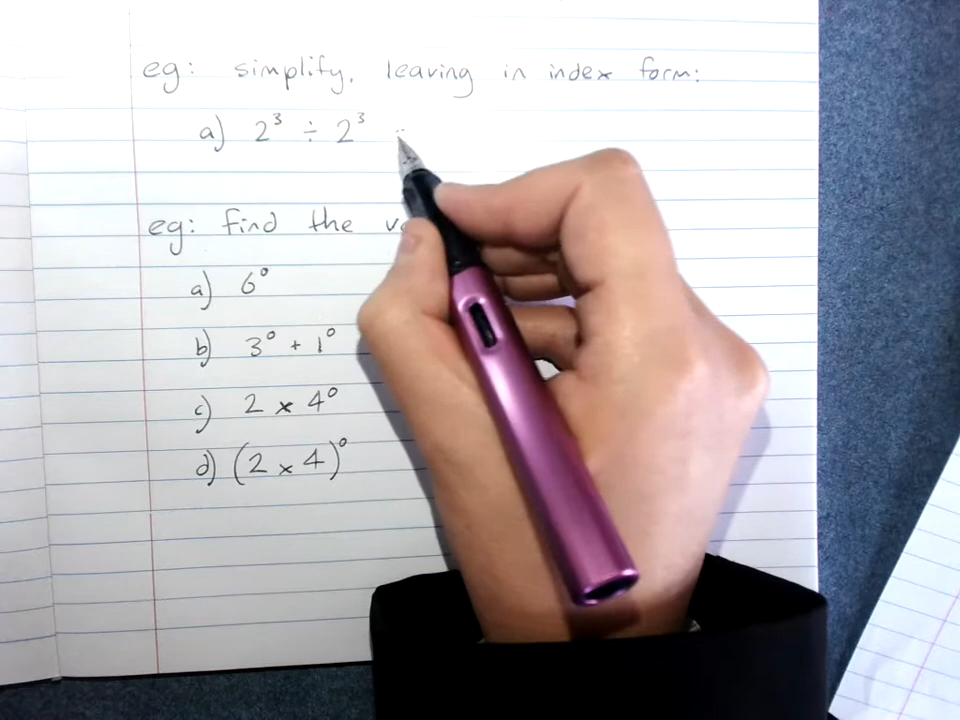 eg: simplify, leaving in index form:
a) 2³ ÷ 2³
eg: find the
a) 6⁰
b) 3⁰ + 1⁰
c) 2 × 4⁰
d) (2 × 4)⁰